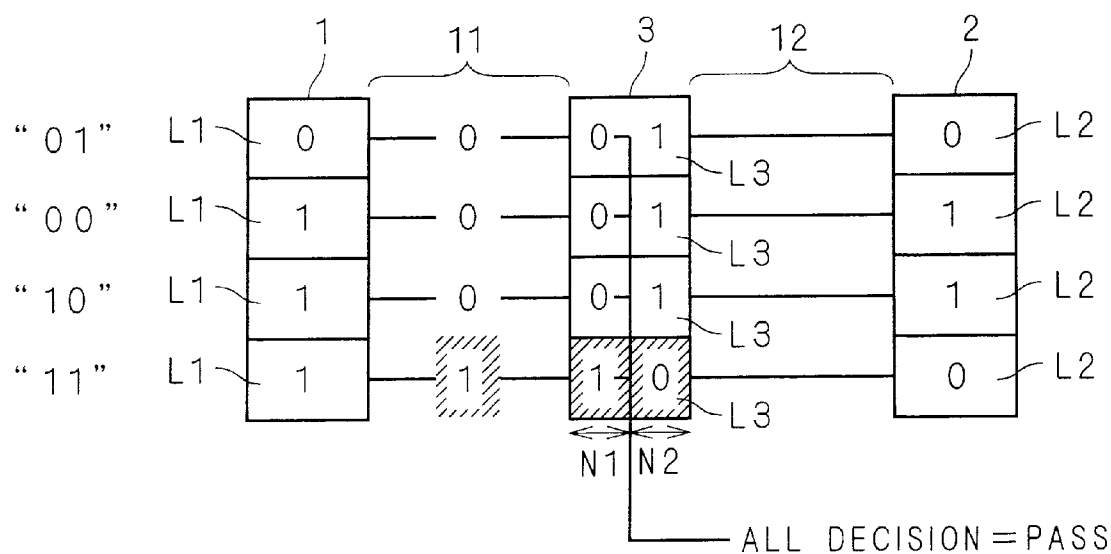 1 11 3 12 2
“01” L1 0 0 0 1 L3 0 L2
“00” L1 1 0 0 1 L3 1 L2
“10” L1 1 0 0 1 L3 1 L2
“11” L1 1 1 1 0 L3 0 L2
N1 N2
ALL DECISION=PASS